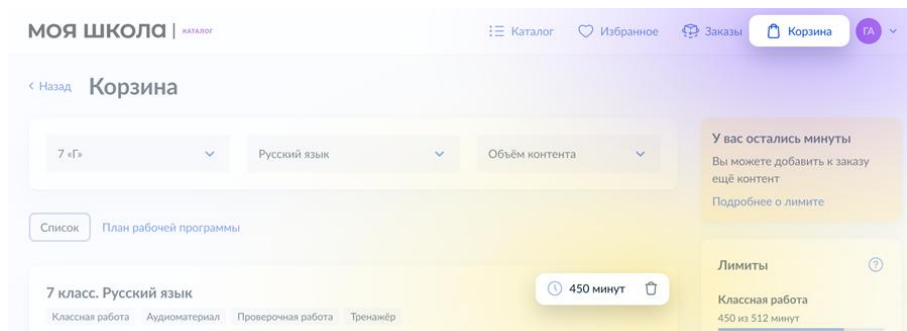 МОЯ ШКОЛА | КАТАЛОГ
Каталог
Избранное
Заказы
Корзина
ГА
< Назад
Корзина
7 «Г»
Русский язык
Объём контента
У вас остались минуты
Вы можете добавить к заказу
ещё контент
Подробнее о лимите
Список
План рабочей программы
7 класс. Русский язык
450 минут
Классная работа
Аудиоматериал
Проверочная работа
Тренажёр
Лимиты
?
Классная работа
450 из 512 минут